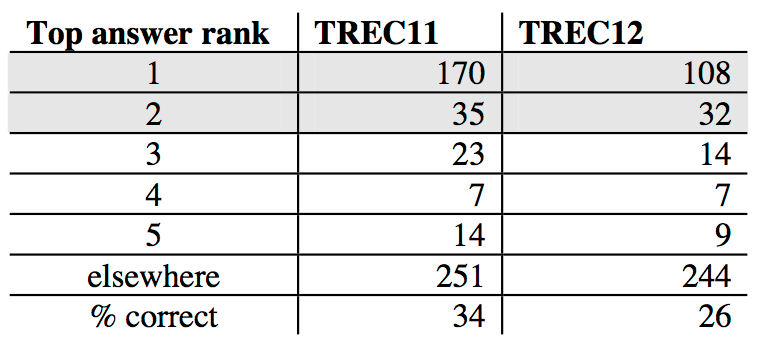 Top answer rank TREC11 TREC12
1 170 108
2 35 32
3 23 14
4 7 7
5 14 9
elsewhere 251 244
% correct 34 26